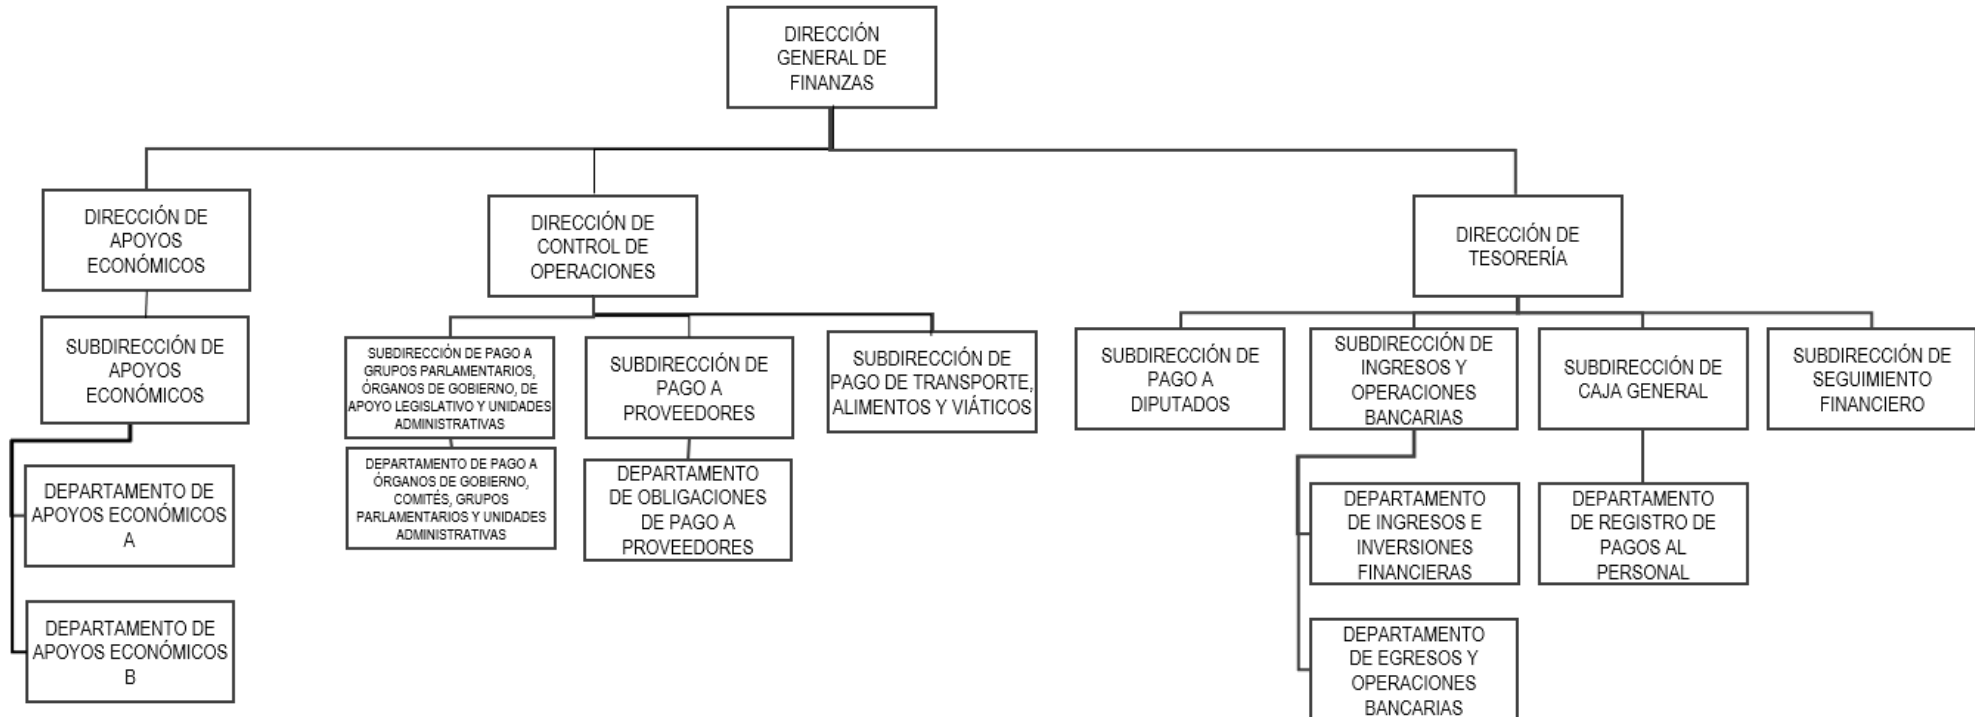 DIRECCIÓN
GENERAL DE
FINANZAS
DIRECCIÓN DE
APOYOS
ECONÓMICOS
DIRECCIÓN DE
CONTROL DE
OPERACIONES
DIRECCIÓN DE
TESORERÍA
SUBDIRECCIÓN DE
APOYOS
ECONÓMICOS
SUBDIRECCIÓN DE PAGO A
GRUPOS PARLAMENTARIOS,
ÓRGANOS DE GOBIERNO, DE
APOYO LEGISLATIVO Y UNIDADES
ADMINISTRATIVAS
SUBDIRECCIÓN DE
PAGO A
PROVEEDORES
SUBDIRECCIÓN DE
PAGO DE TRANSPORTE,
ALIMENTOS Y VIÁTICOS
SUBDIRECCIÓN DE
PAGO A
DIPUTADOS
SUBDIRECCIÓN DE
INGRESOS Y
OPERACIONES
BANCARIAS
SUBDIRECCIÓN DE
CAJA GENERAL
SUBDIRECCIÓN DE
SEGUIMIENTO
FINANCIERO
DEPARTAMENTO DE
APOYOS ECONÓMICOS
A
DEPARTAMENTO DE PAGO A
ÓRGANOS DE GOBIERNO,
COMITÉS, GRUPOS
PARLAMENTARIOS Y UNIDADES
ADMINISTRATIVAS
DEPARTAMENTO
DE OBLIGACIONES
DE PAGO A
PROVEEDORES
DEPARTAMENTO
DE INGRESOS E
INVERSIONES
FINANCIERAS
DEPARTAMENTO
DE REGISTRO DE
PAGOS AL
PERSONAL
DEPARTAMENTO DE
APOYOS ECONÓMICOS
B
DEPARTAMENTO
DE EGRESOS Y
OPERACIONES
BANCARIAS